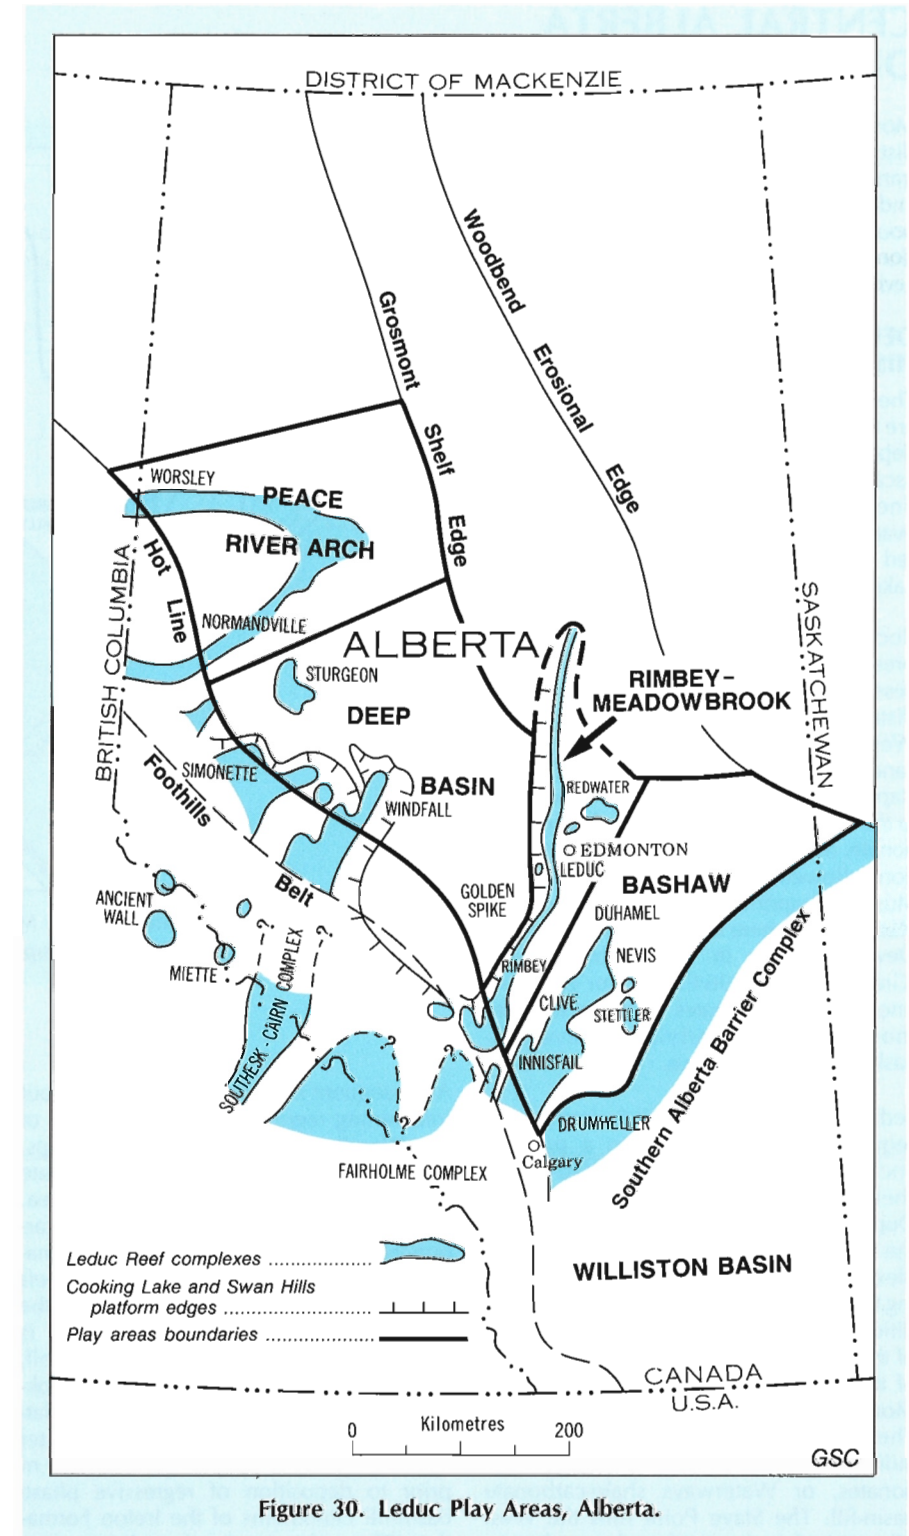 DISTRICT OF MACKENZIE
Woodbend Erosional Edge
Grosmont Shelf Edge
WORSLEY
PEACE
RIVER ARCH
Hot Line
NORMANDVILLE
BRITISH COLUMBIA
ALBERTA
SASKATCHEWAN
STURGEON
RIMBEY-
MEADOWBROOK
DEEP
BASIN
SIMONETTE
WINDFALL
REDWATER
Foothills Belt
EDMONTON
LEDUC
BASHAW
GOLDEN
SPIKE
DUHAMEL
ANCIENT
WALL
MIETTE
NEVIS
RIMBEY
CLIVE
STETTLER
SOUTHESK-CAIRN COMPLEX
?
?
?
?
?
INNISFAIL
DRUMHELLER
Calgary
Southern Alberta Barrier Complex
FAIRHOLME COMPLEX
WILLISTON BASIN
Leduc Reef complexes ......................
Cooking Lake and Swan Hills
platform edges ......................
Play areas boundaries ......................
CANADA
U.S.A.
Kilometres
0 200
GSC
Figure 30. Leduc Play Areas, Alberta.